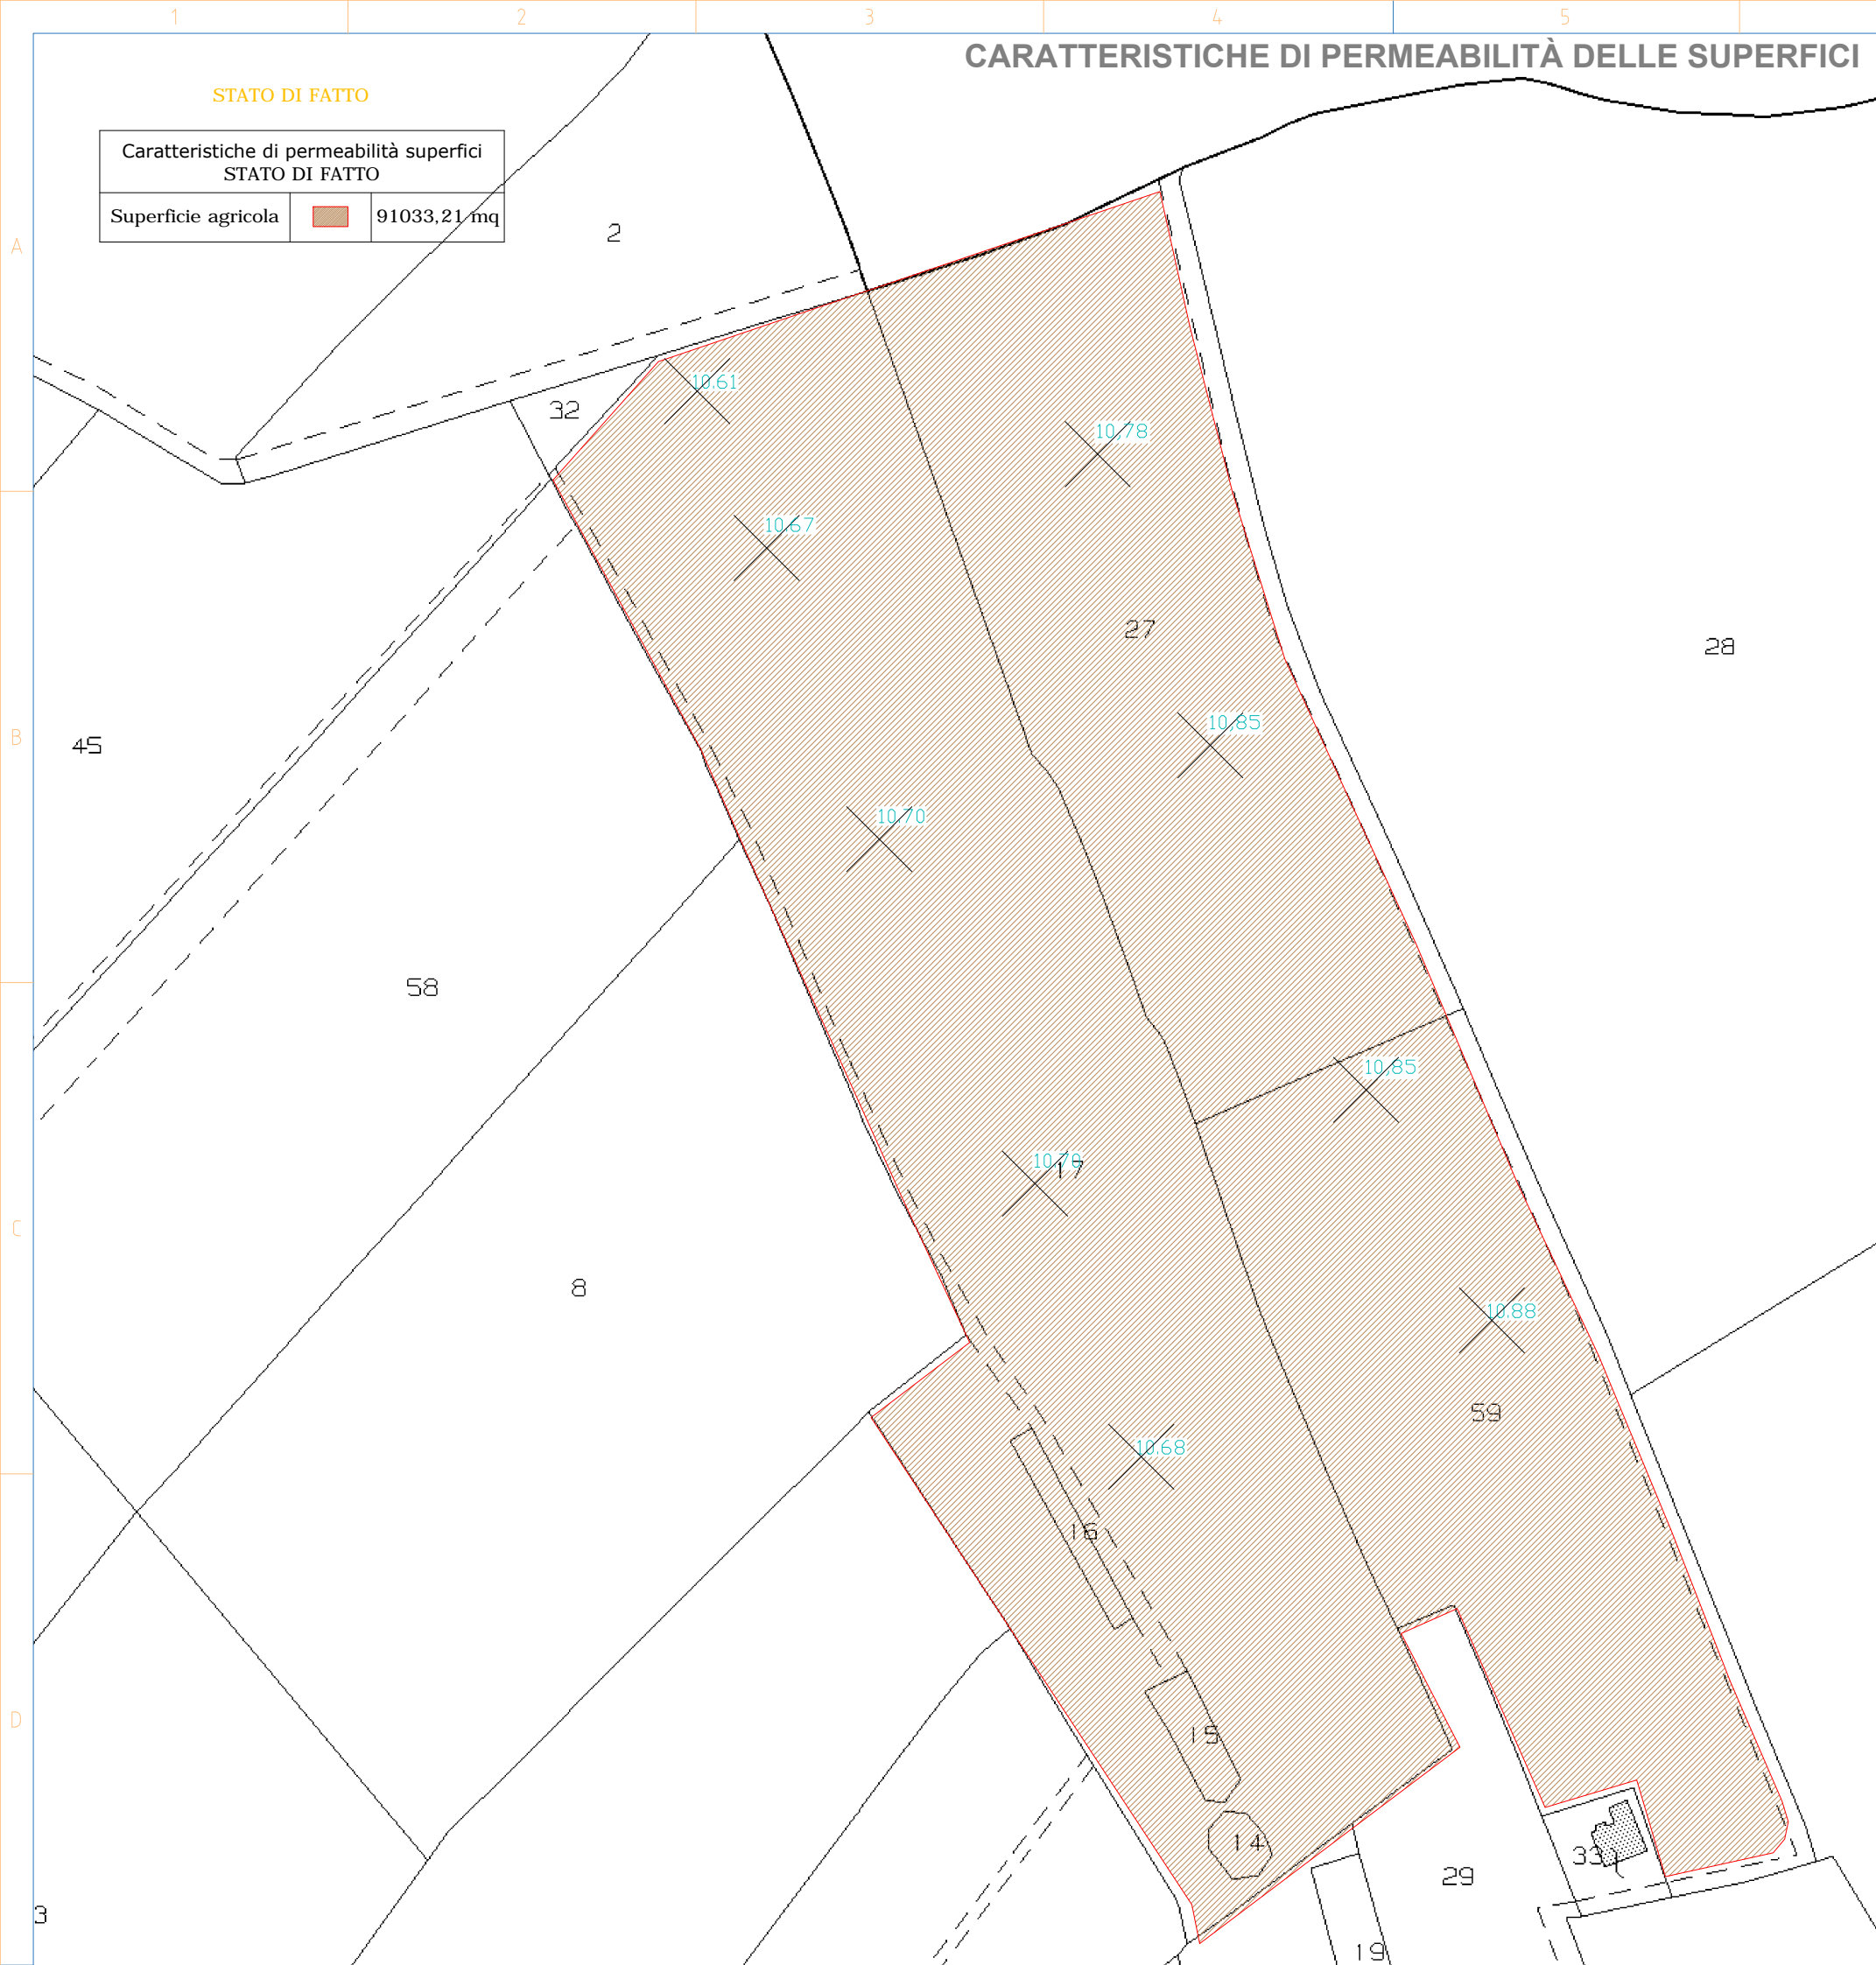 1 2 3 4 5
CARATTERISTICHE DI PERMEABILITÀ DELLE SUPERFICI
STATO DI FATTO
Caratteristiche di permeabilità superfici
STATO DI FATTO
Superficie agricola 91033,21 mq
2
A
10.61
32
10,78
10.67
27
28
B
45
10,85
10.70
58
10,85
10.70
17
C
8
10.88
59
10.68
16
D
15
14
33
29
3
19